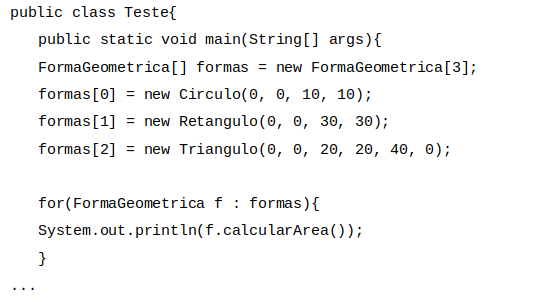 public class Teste{
public static void main(String[] args){
FormaGeometrica[] formas = new FormaGeometrica[3];
formas[0] = new Circulo(0, 0, 10, 10);
formas[1] = new Retangulo(0, 0, 30, 30);
formas[2] = new Triangulo(0, 0, 20, 20, 40, 0);
for(FormaGeometrica f : formas){
System.out.println(f.calcularArea());
}
...